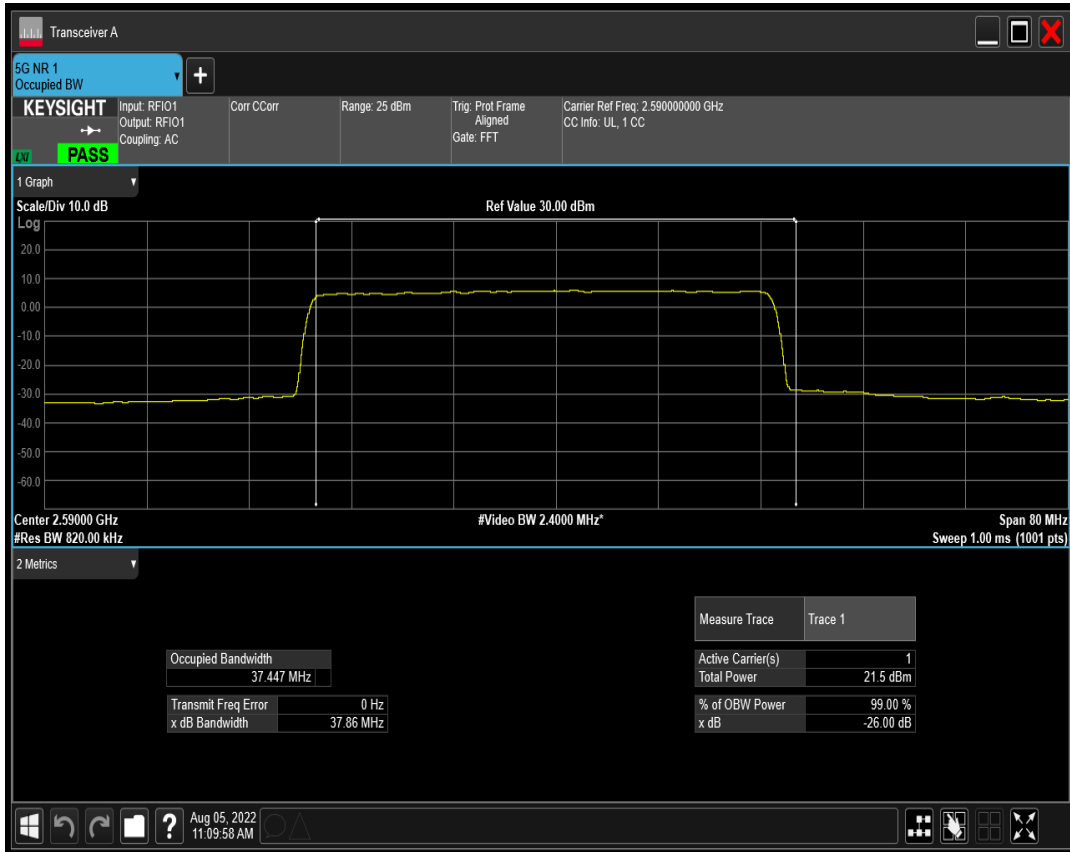 Transceiver A
5G NR 1
Occupied BW
+
KEYSIGHT
LXI
PASS
Input: RFIO1
Output: RFIO1
Coupling: AC
Corr CCorr
Range: 25 dBm
Trig: Prot Frame
Aligned
Gate: FFT
Carrier Ref Freq: 2.590000000 GHz
CC Info: UL, 1 CC
1 Graph
Scale/Div 10.0 dB
Ref Value 30.00 dBm
Log
20.0
10.0
0.00
-10.0
-20.0
-30.0
-40.0
-50.0
-60.0
Center 2.59000 GHz
#Video BW 2.4000 MHz*
Span 80 MHz
#Res BW 820.00 kHz
Sweep 1.00 ms (1001 pts)
2 Metrics
Measure Trace Trace 1
Occupied Bandwidth
37.447 MHz
Active Carrier(s) 1
Total Power 21.5 dBm
Transmit Freq Error 0 Hz
x dB Bandwidth 37.86 MHz
% of OBW Power 99.00 %
x dB -26.00 dB
?
Aug 05, 2022
11:09:58 AM